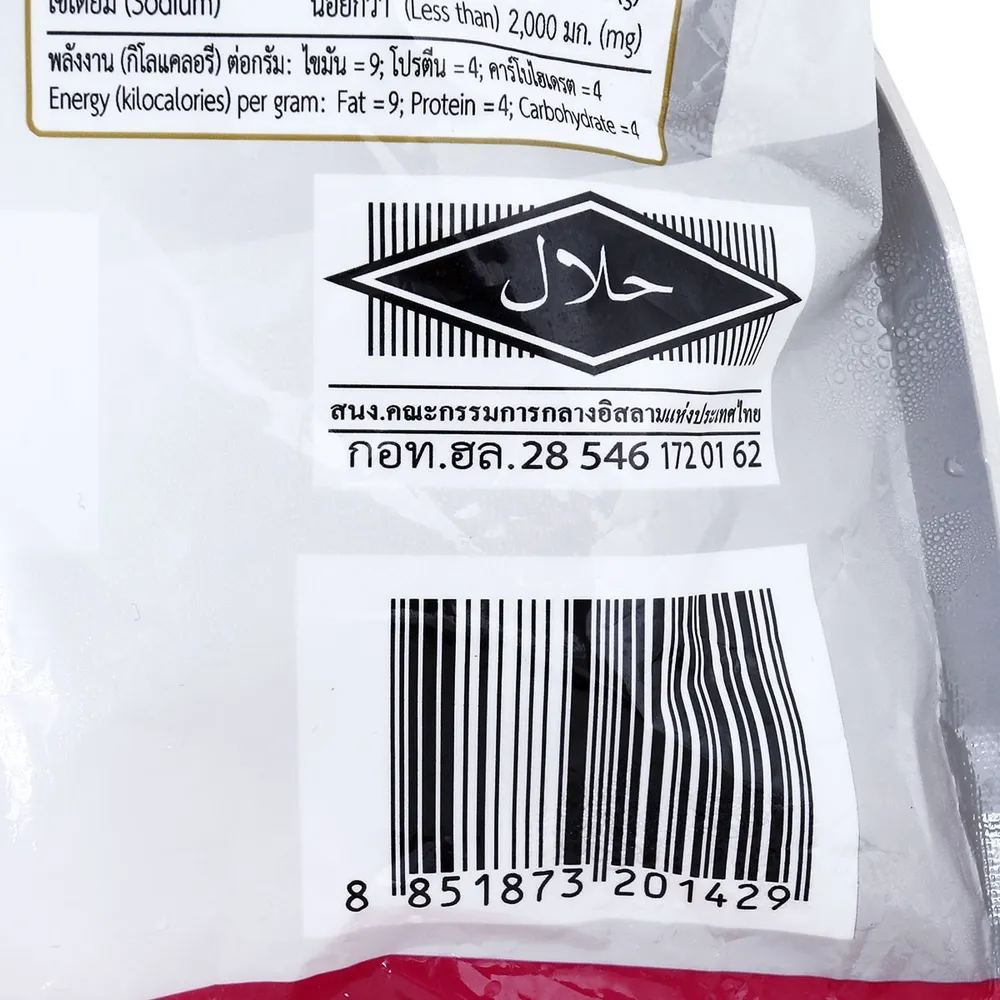 โซเดียม (Sodium) น้อยกว่า (Less than) 2,000 มก. (mg)
พลังงาน (กิโลแคลอรี) ต่อกรัม: ไขมัน = 9; โปรตีน = 4; คาร์โบไฮเดรต = 4
Energy (kilocalories) per gram: Fat = 9; Protein = 4; Carbohydrate = 4
حلال
สนง.คณะกรรมการกลางอิสลามแห่งประเทศไทย
กอท.ฮล. 28 546 172 01 62
8 851873 201429